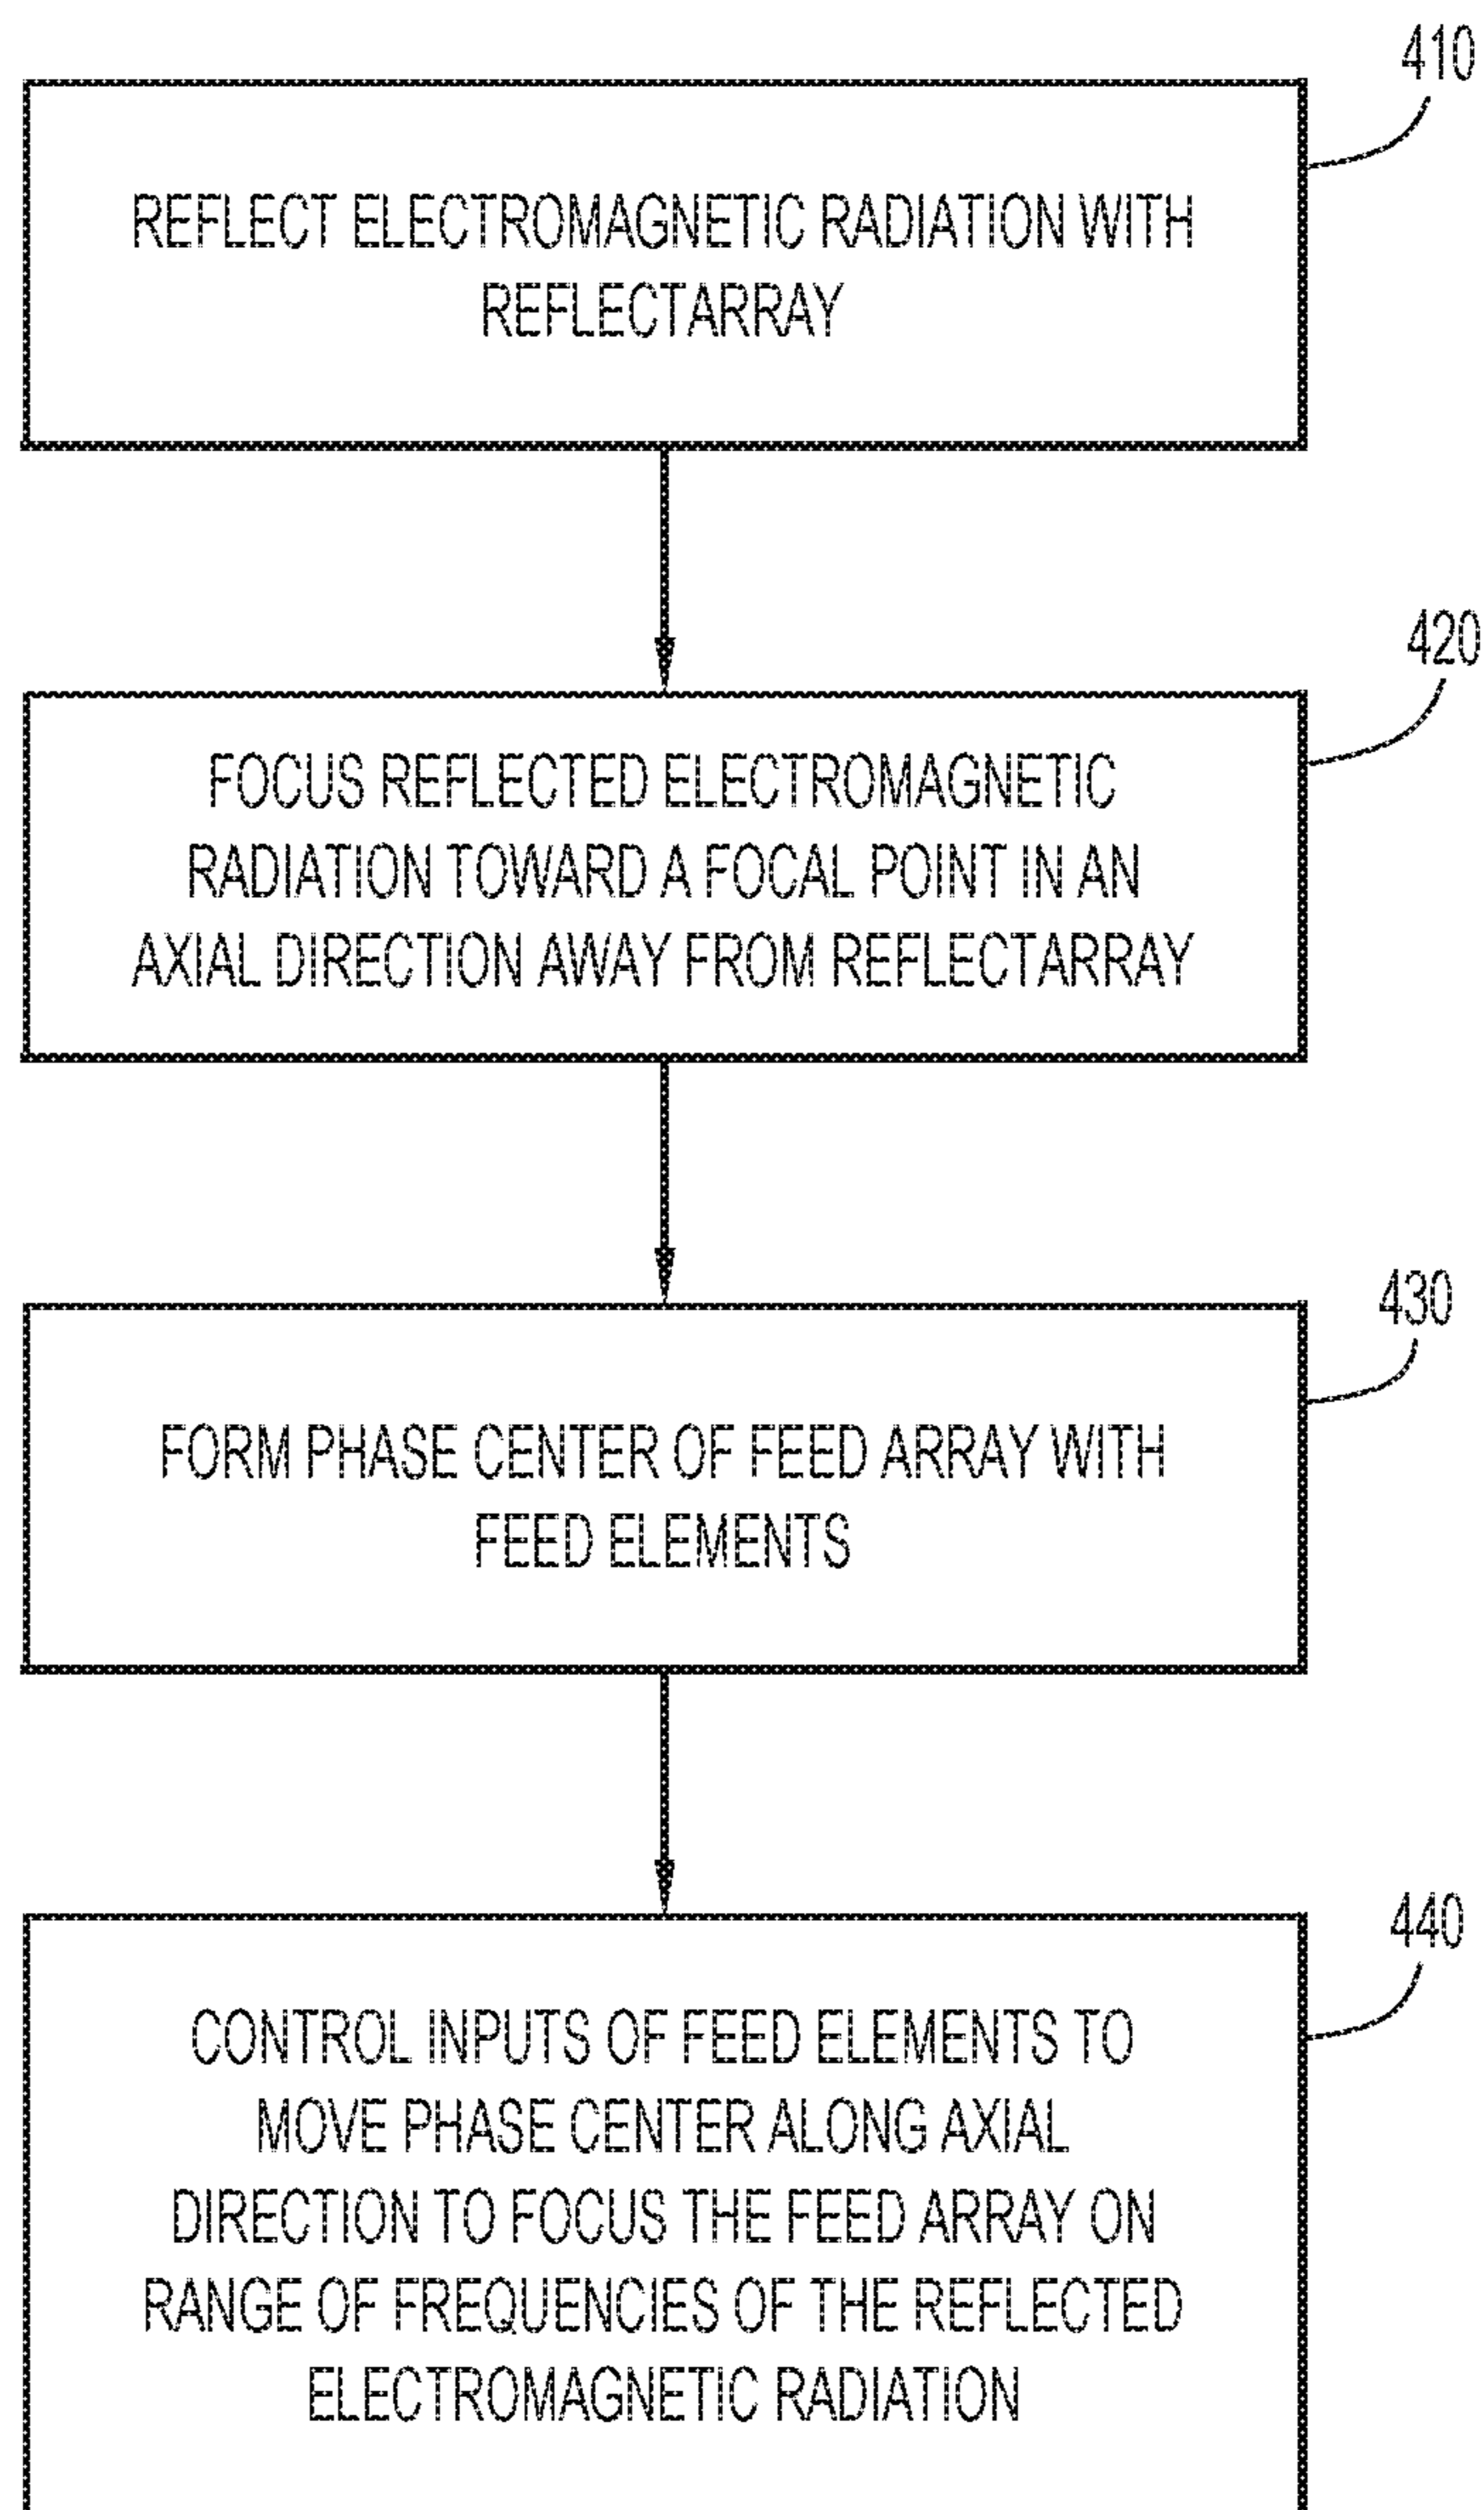 410
REFLECT ELECTROMAGNETIC RADIATION WITH
REFLECTARRAY
420
FOCUS REFLECTED ELECTROMAGNETIC
RADIATION TOWARD A FOCAL POINT IN AN
AXIAL DIRECTION AWAY FROM REFLECTARRAY
430
FORM PHASE CENTER OF FEED ARRAY WITH
FEED ELEMENTS
440
CONTROL INPUTS OF FEED ELEMENTS TO
MOVE PHASE CENTER ALONG AXIAL
DIRECTION TO FOCUS THE FEED ARRAY ON
RANGE OF FREQUENCIES OF THE REFLECTED
ELECTROMAGNETIC RADIATION